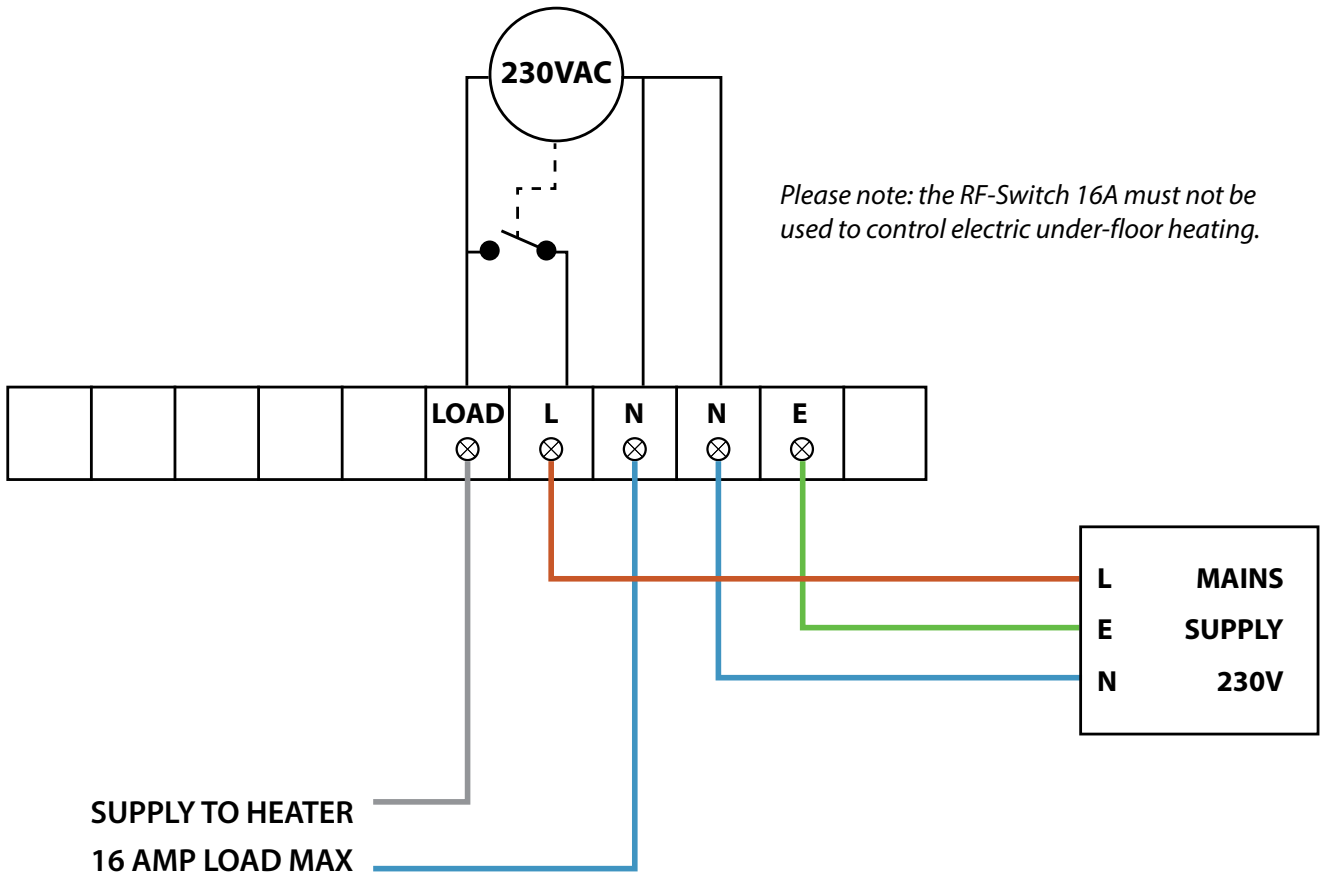 230VAC
Please note: the RF-Switch 16A must not be
used to control electric under-floor heating.
LOAD L N N E
L MAINS
E SUPPLY
N 230V
SUPPLY TO HEATER
16 AMP LOAD MAX